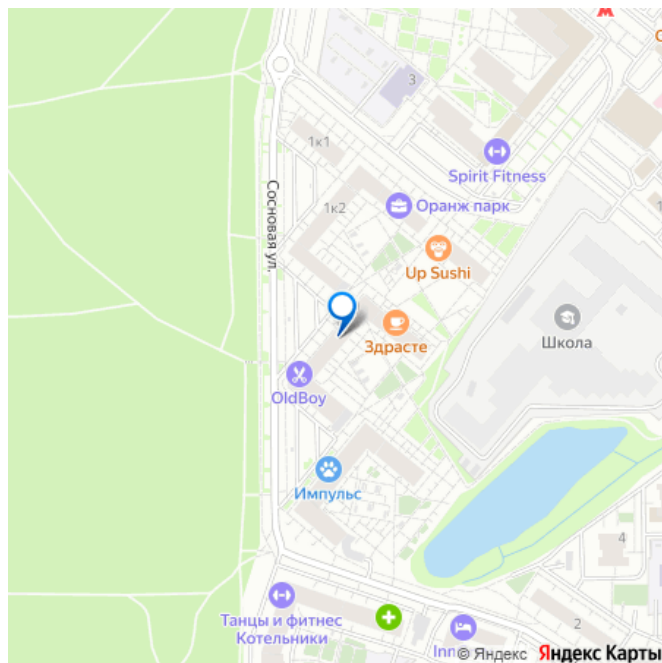 3
1к1
Spirit Fitness
1к2
Оранж парк
Сосновая ул.
Up Sushi
Здрасте
Школа
OldBoy
Импульс
4
Танцы и фитнес
Котельники
2
Inn
© Яндекс
Яндекс Карты